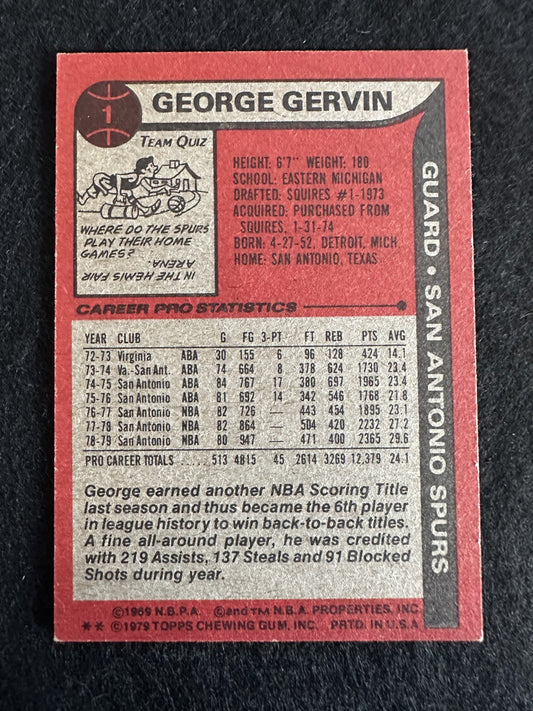 1
GEORGE GERVIN
TEAM QUIZ
WHERE DO THE SPURS
PLAY THEIR HOME
GAMES?
IN THE HEMIS FAIR
ARENA.
HEIGHT: 6'7" WEIGHT: 180
SCHOOL: EASTERN MICHIGAN
DRAFTED: SQUIRES #1-1973
ACQUIRED: PURCHASED FROM
SQUIRES, 1-31-74
BORN: 4-27-52, DETROIT, MICH.
HOME: SAN ANTONIO, TEXAS
GUARD • SAN ANTONIO SPURS
CAREER PRO STATISTICS
YEAR CLUB G FG 3-PT FT REB PTS AVG
72-73 Virginia ABA 30 155 6 96 128 424 14.1
73-74 Va.-San Ant. ABA 74 664 8 378 624 1730 23.4
74-75 San Antonio ABA 84 767 17 380 697 1985 23.4
75-76 San Antonio ABA 81 692 14 342 546 1768 21.8
76-77 San Antonio NBA 82 726 — 443 454 1895 23.1
77-78 San Antonio NBA 82 864 — 504 420 2232 27.2
78-79 San Antonio NBA 80 947 — 471 400 2365 29.6
PRO CAREER TOTALS . . 513 4815 45 2614 3269 12,379 24.1
George earned another NBA Scoring Title
last season and thus became the 6th player
in league history to win back-to-back titles.
A fine all-around player, he was credited
with 219 Assists, 137 Steals and 91 Blocked
Shots during year.
©1969 N.B.P.A. ©and TM N.B.A. PROPERTIES, INC.
** ©1979 TOPPS CHEWING GUM, INC. PRTD. IN U.S.A.